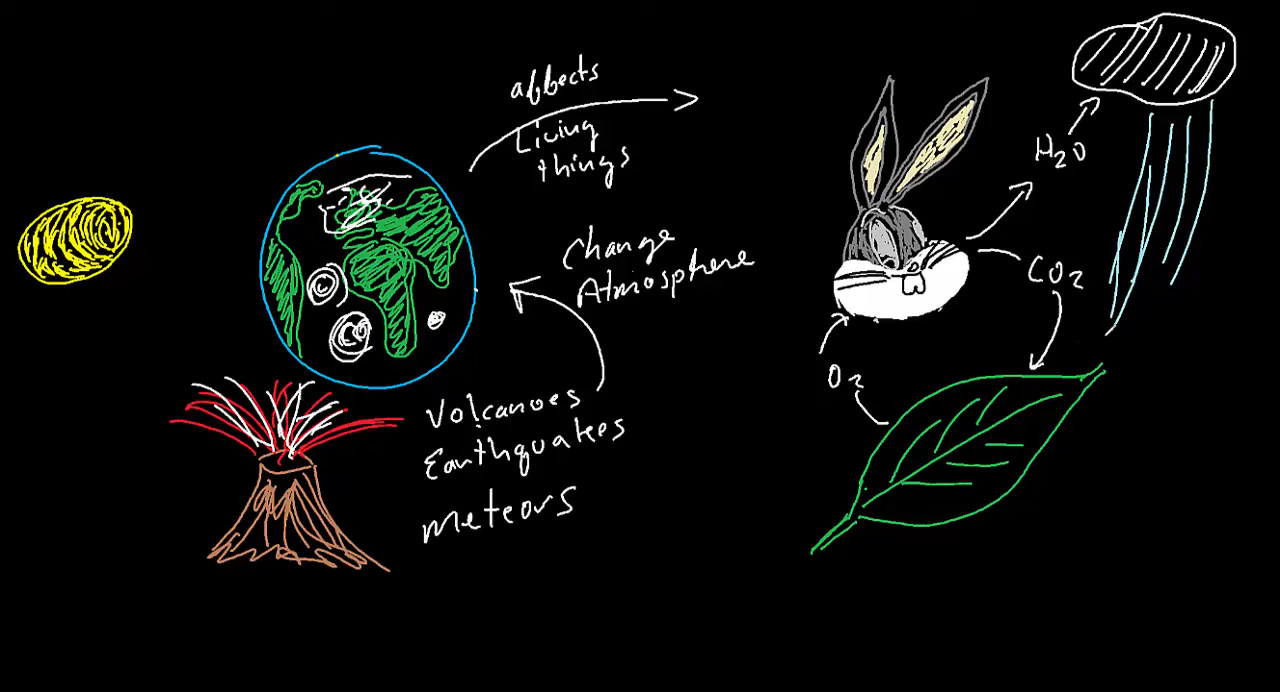 affects
Living
things
Change
Atmosphere
Volcanoes
Earthquakes
meteors
H2O
CO2
O2